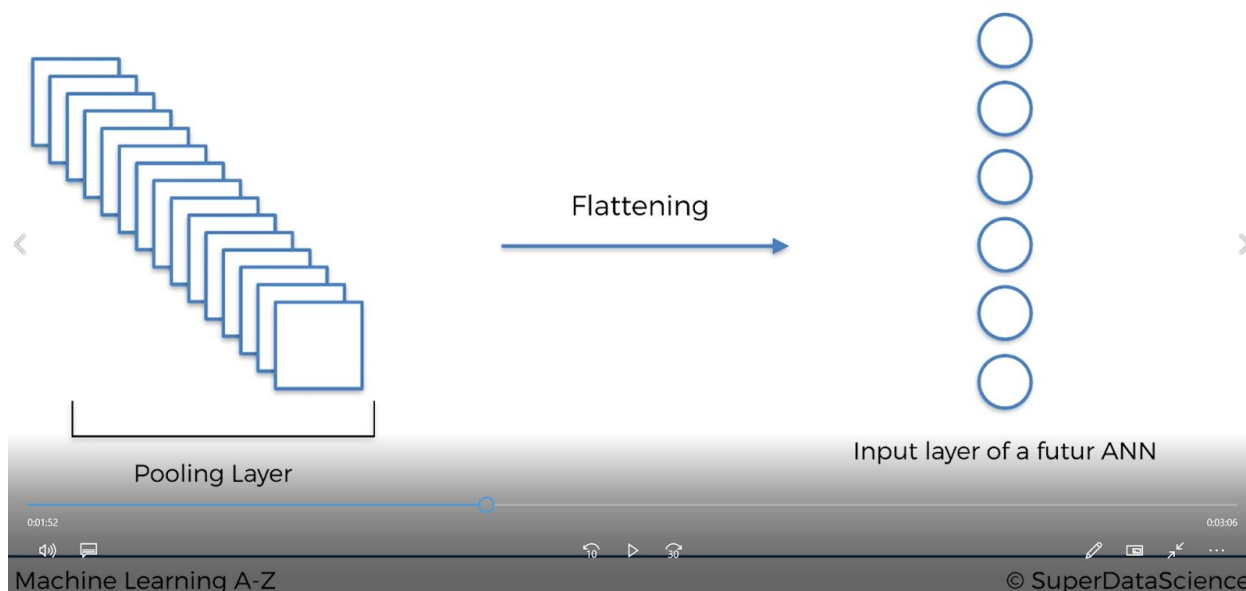 Flattening
Input layer of a futur ANN
Pooling Layer
0:01:52
0:03:06
10
30
Machine Learning A-Z
© SuperDataScience